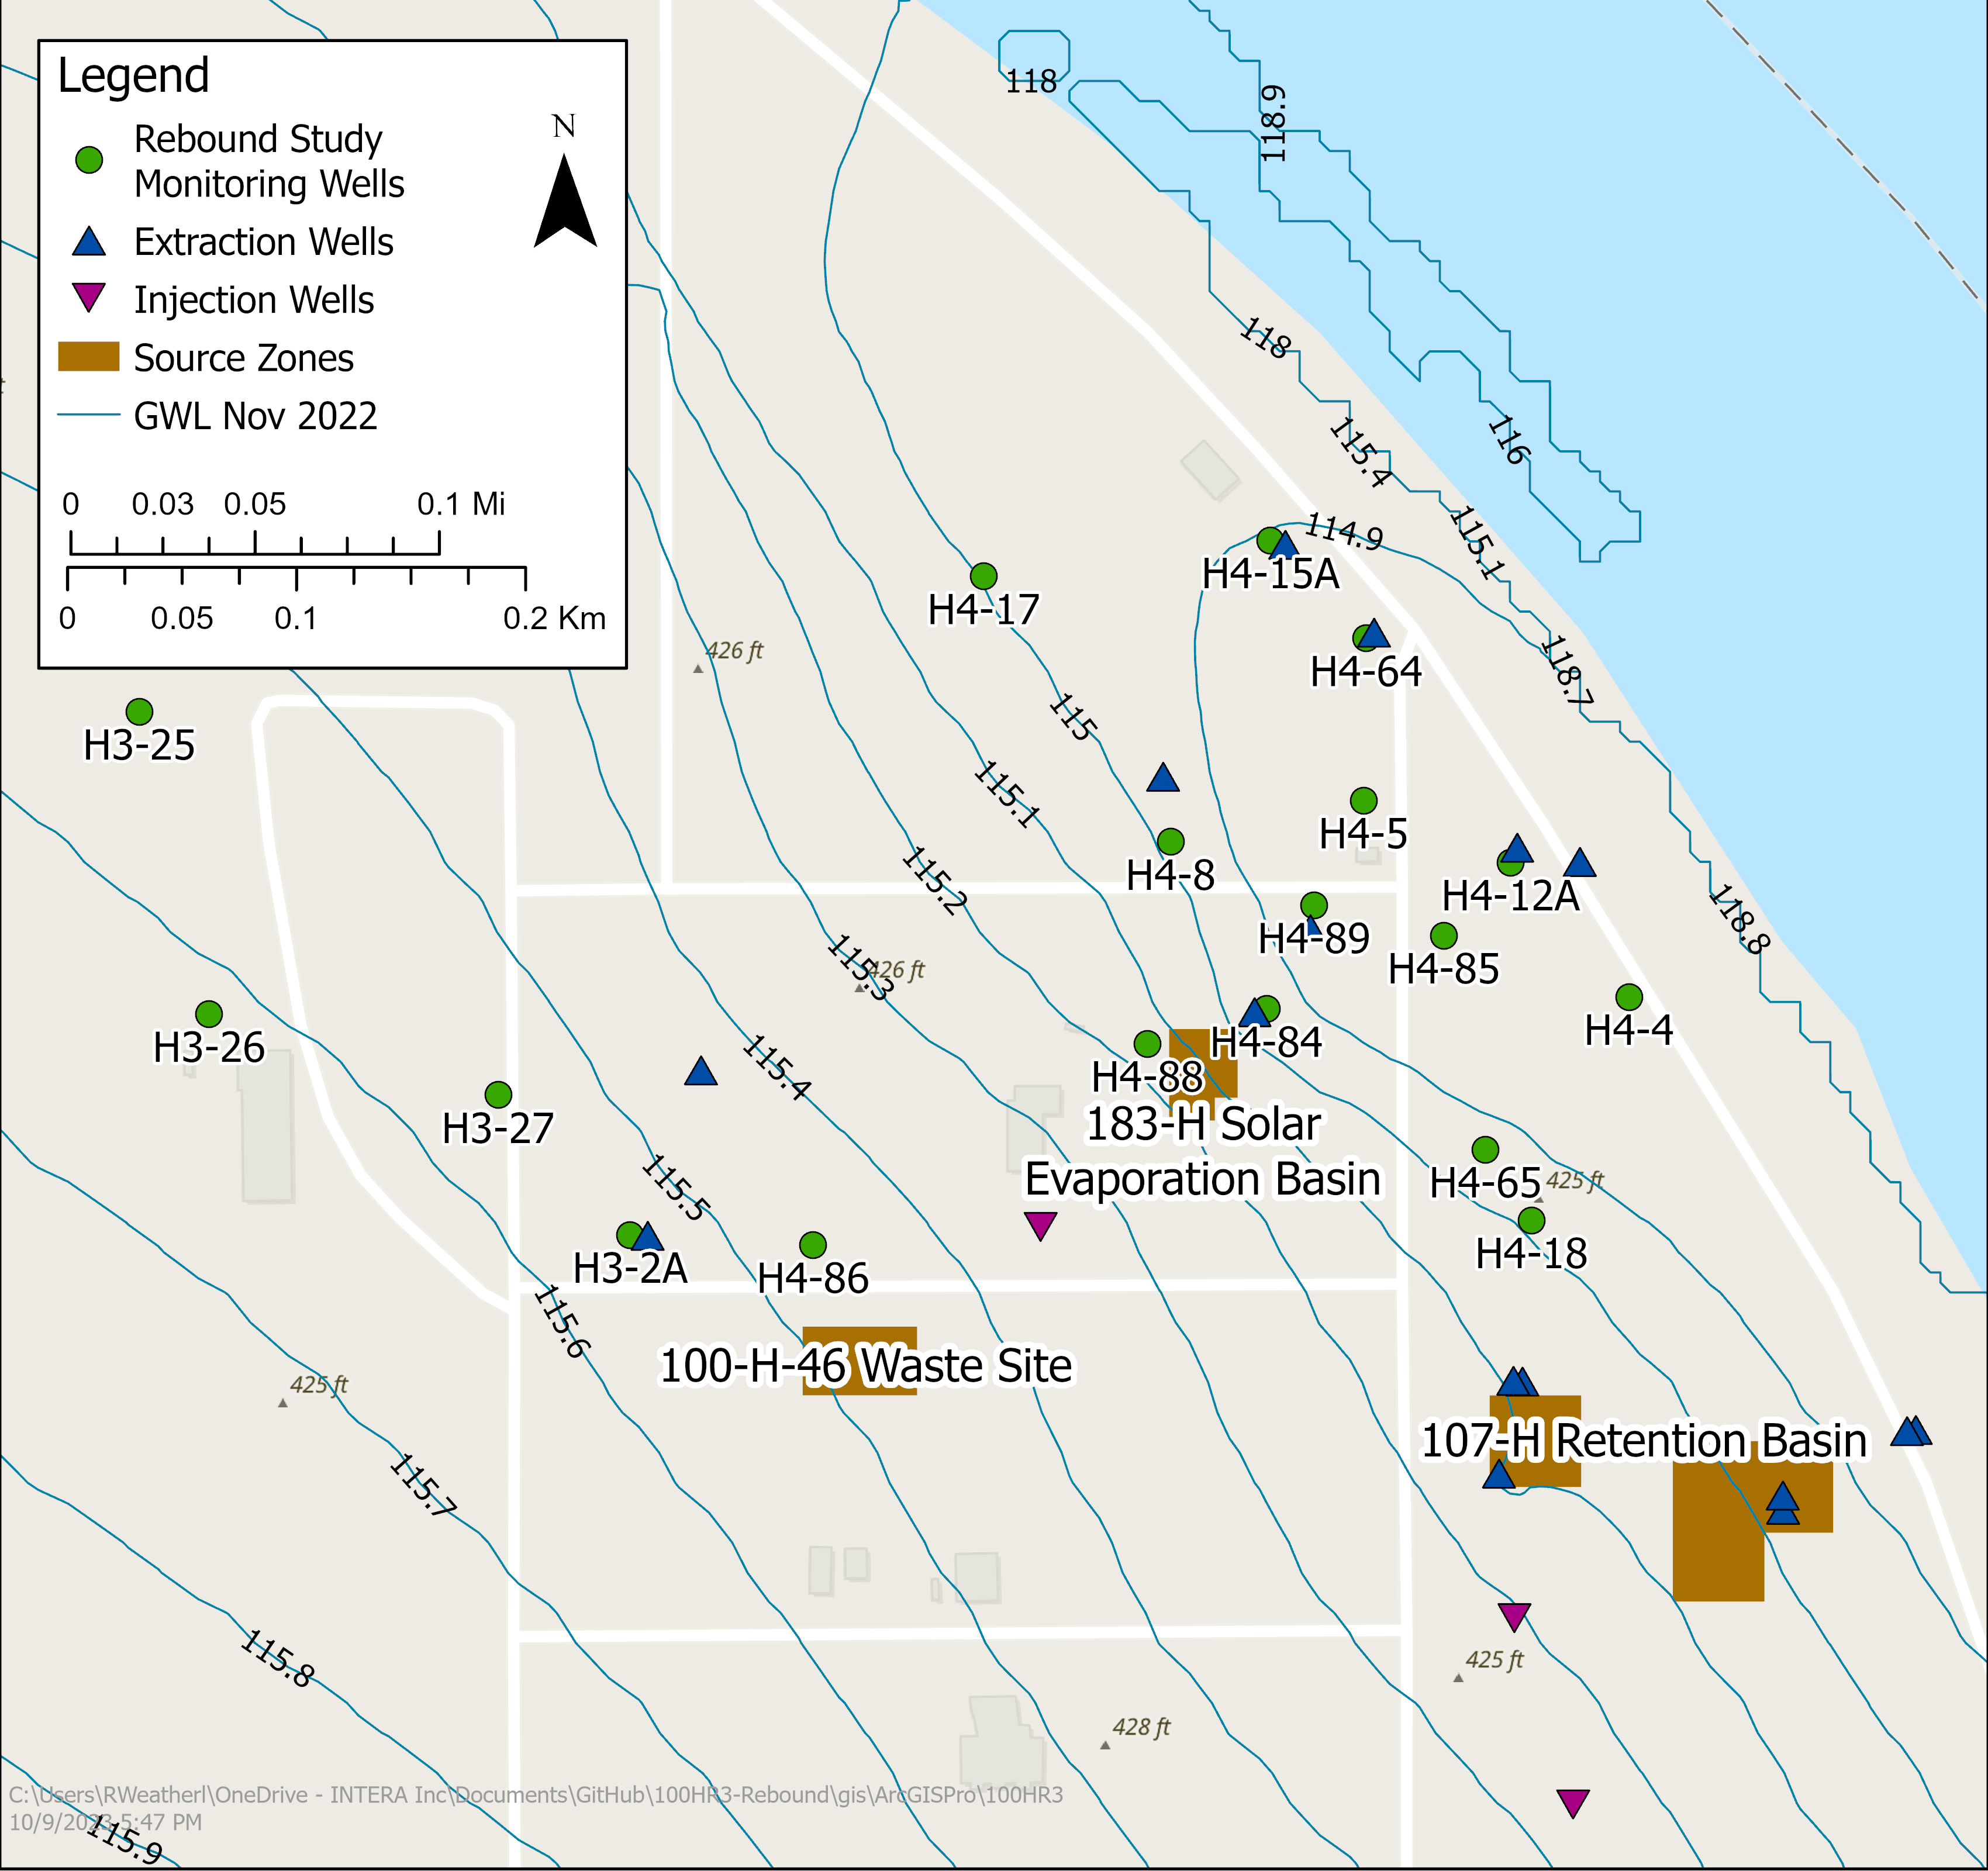 Legend
N
Rebound Study
Monitoring Wells
Extraction Wells
Injection Wells
Source Zones
GWL Nov 2022
0 0.03 0.05 0.1 Mi
0 0.05 0.1 0.2 Km
118
118.9
118
115.4
116
114.9
115.1
118.7
118.8
H4-15A
H4-17
H4-64
426 ft
H3-25
115
115.1
H4-5
H4-8
115.2
H4-12A
H4-89
115.3
426 ft
H4-85
H4-4
H3-26
H4-84
115.4
H4-88
H3-27
183-H Solar
Evaporation Basin
115.5
H4-65
425 ft
H4-18
H3-2A
H4-86
115.6
100-H-46 Waste Site
425 ft
107-H Retention Basin
115.7
115.8
425 ft
428 ft
C:\Users\RWeatherl\OneDrive - INTERA Inc\Documents\GitHub\100HR3-Rebound\gis\ArcGISPro\100HR3
10/9/2023 5:47 PM
115.9